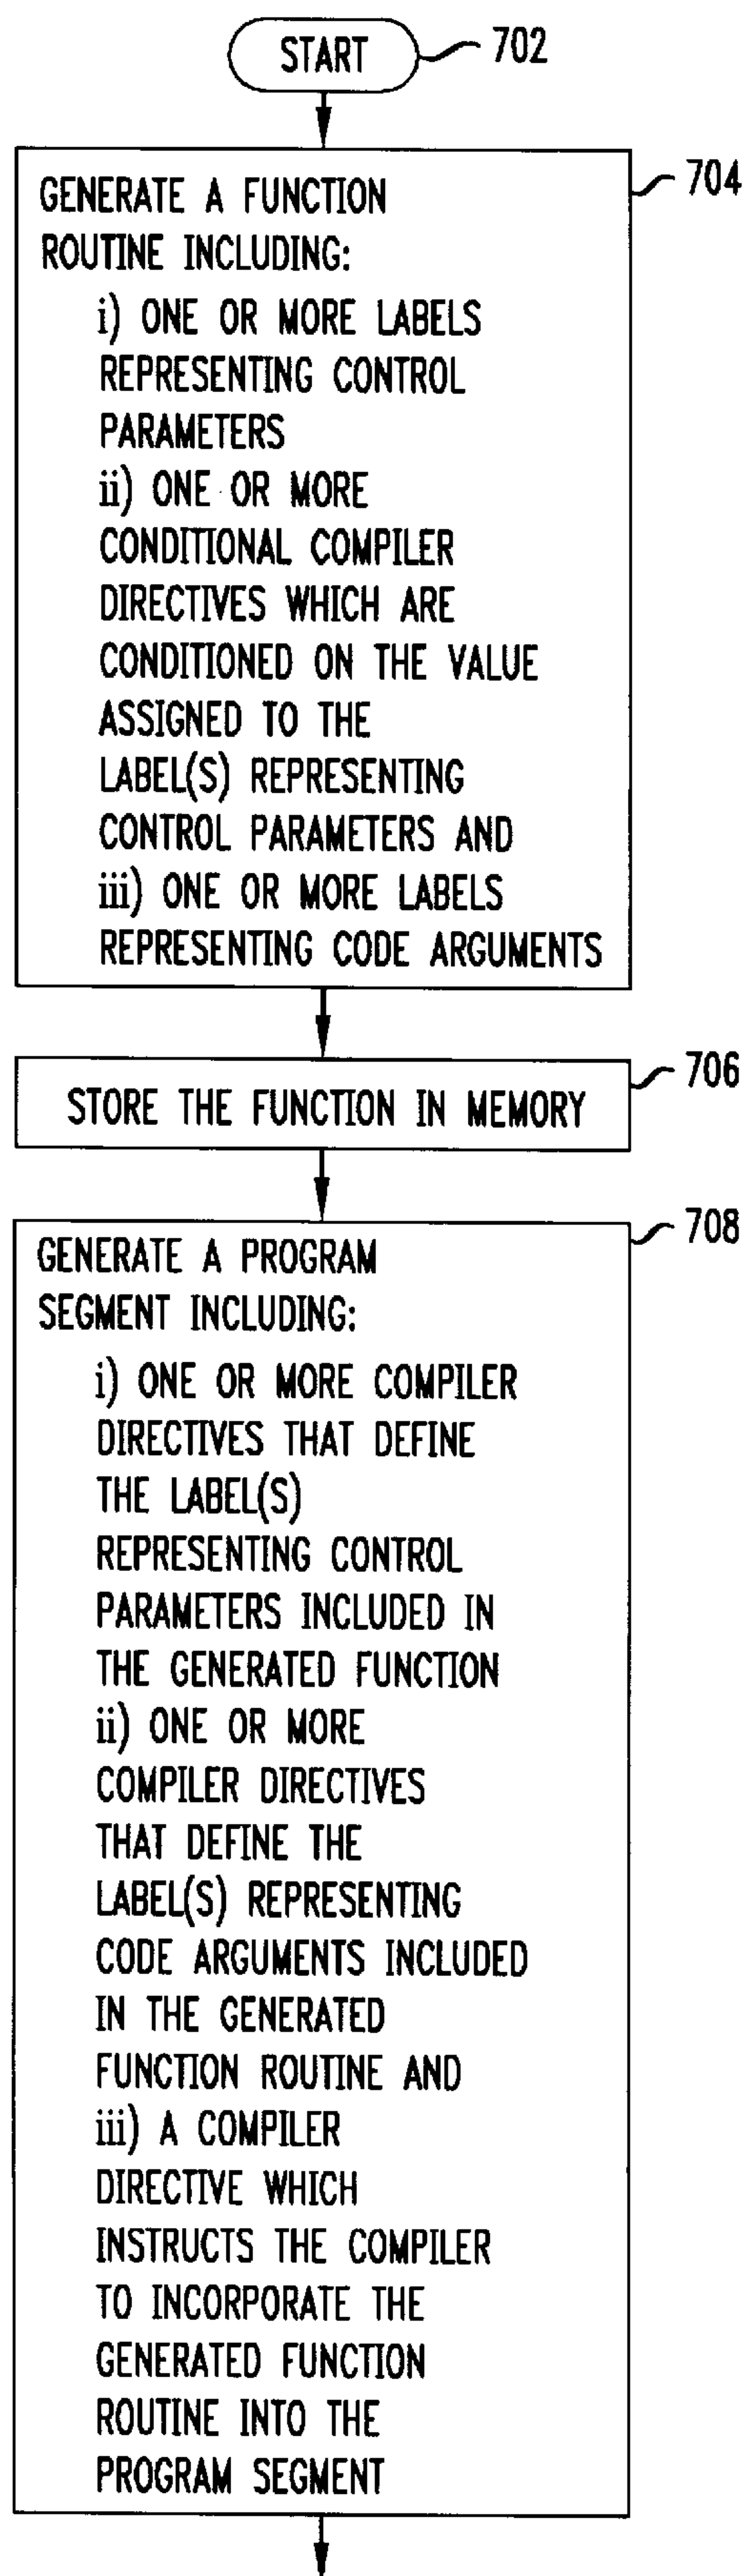 START
702
704
GENERATE A FUNCTION
ROUTINE INCLUDING:
i) ONE OR MORE LABELS
REPRESENTING CONTROL
PARAMETERS
ii) ONE OR MORE
CONDITIONAL COMPILER
DIRECTIVES WHICH ARE
CONDITIONED ON THE VALUE
ASSIGNED TO THE
LABEL(S) REPRESENTING
CONTROL PARAMETERS AND
iii) ONE OR MORE LABELS
REPRESENTING CODE ARGUMENTS
706
STORE THE FUNCTION IN MEMORY
708
GENERATE A PROGRAM
SEGMENT INCLUDING:
i) ONE OR MORE COMPILER
DIRECTIVES THAT DEFINE
THE LABEL(S)
REPRESENTING CONTROL
PARAMETERS INCLUDED IN
THE GENERATED FUNCTION
ii) ONE OR MORE
COMPILER DIRECTIVES
THAT DEFINE THE
LABEL(S) REPRESENTING
CODE ARGUMENTS INCLUDED
IN THE GENERATED
FUNCTION ROUTINE AND
iii) A COMPILER
DIRECTIVE WHICH
INSTRUCTS THE COMPILER
TO INCORPORATE THE
GENERATED FUNCTION
ROUTINE INTO THE
PROGRAM SEGMENT